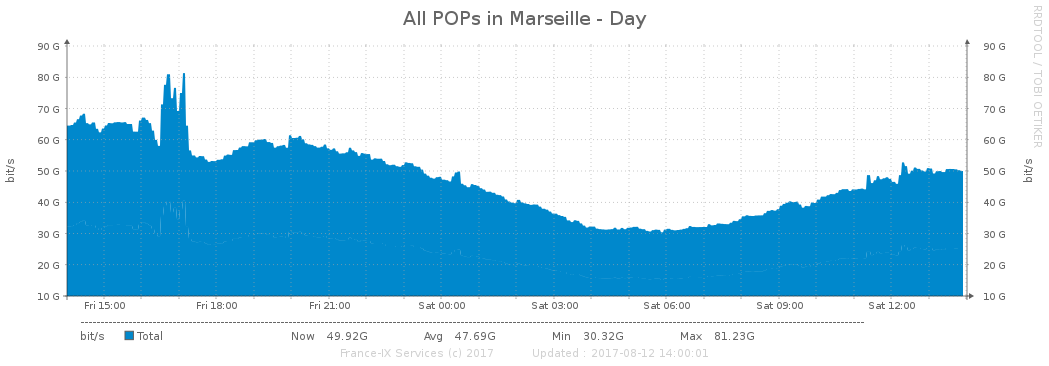 All POPs in Marseille - Day
RRDTOOL / TOBI OETIKER
90 G 90 G
80 G 80 G
70 G 70 G
60 G 60 G
50 G 50 G
40 G 40 G
30 G 30 G
20 G 20 G
10 G 10 G
bit/s bit/s
Fri 15:00 Fri 18:00 Fri 21:00 Sat 00:00 Sat 03:00 Sat 06:00 Sat 09:00 Sat 12:00
bit/s Total Now 49.92G Avg 47.69G Min 30.32G Max 81.23G
France-IX Services (c) 2017 Updated : 2017-08-12 14:00:01